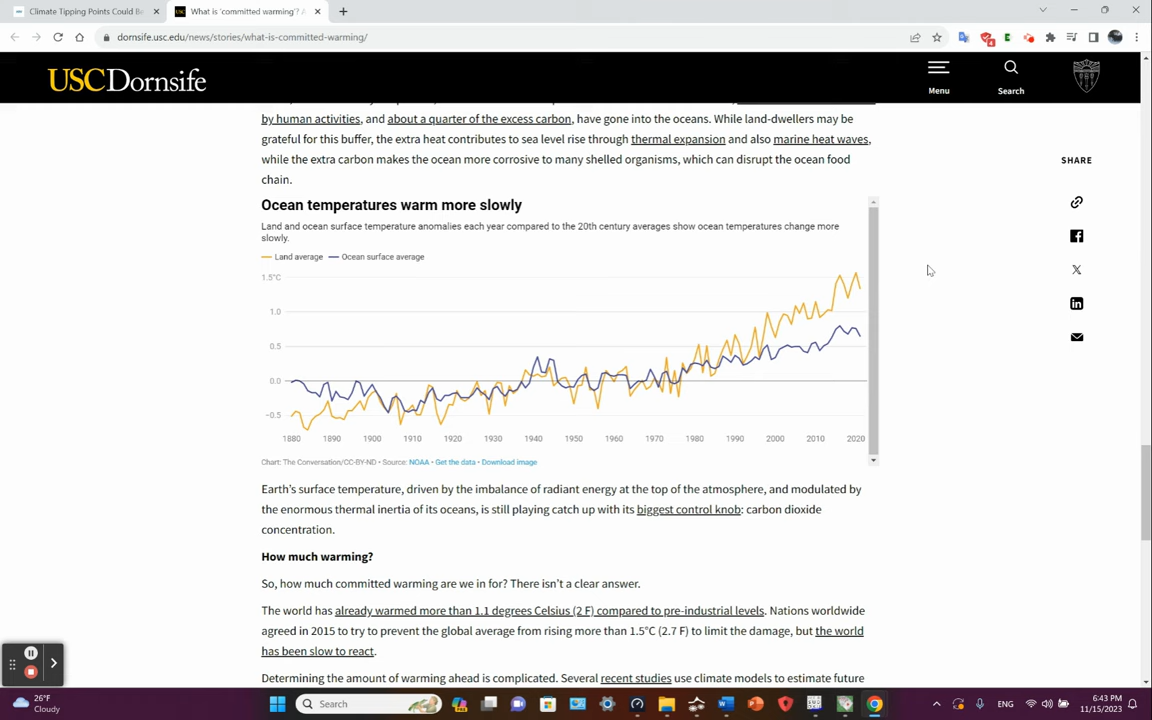 Climate Tipping Points Could Be
What is 'committed warming'? A
dornsife.usc.edu/news/stories/what-is-committed-warming/
USCDornsife
Menu
Search
by human activities, and about a quarter of the excess carbon, have gone into the oceans. While land-dwellers may be
grateful for this buffer, the extra heat contributes to sea level rise through thermal expansion and also marine heat waves,
while the extra carbon makes the ocean more corrosive to many shelled organisms, which can disrupt the ocean food
chain.
SHARE
Ocean temperatures warm more slowly
Land and ocean surface temperature anomalies each year compared to the 20th century averages show ocean temperatures change more
slowly.
Land average Ocean surface average
1.5°C
1.0
0.5
0.0
-0.5
1880 1890 1900 1910 1920 1930 1940 1950 1960 1970 1980 1990 2000 2010 2020
Chart: The Conversation/CC-BY-ND • Source: NOAA • Get the data • Download image
Earth's surface temperature, driven by the imbalance of radiant energy at the top of the atmosphere, and modulated by
the enormous thermal inertia of its oceans, is still playing catch up with its biggest control knob: carbon dioxide
concentration.
How much warming?
So, how much committed warming are we in for? There isn't a clear answer.
The world has already warmed more than 1.1 degrees Celsius (2 F) compared to pre-industrial levels. Nations worldwide
agreed in 2015 to try to prevent the global average from rising more than 1.5°C (2.7 F) to limit the damage, but the world
has been slow to react.
Determining the amount of warming ahead is complicated. Several recent studies use climate models to estimate future
26°F
Cloudy
Search
ENG
6:43 PM
11/15/2023